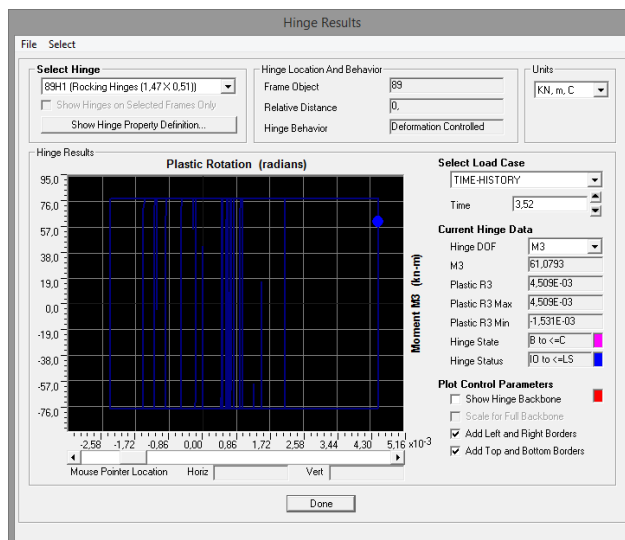 Hinge Results
File Select
Select Hinge
89H1 (Rocking Hinges (1,47 X 0,51))
Show Hinges on Selected Frames Only
Show Hinge Property Definition...
Hinge Location And Behavior
Frame Object 89
Relative Distance 0,
Hinge Behavior Deformation Controlled
Units
KN, m, C
Hinge Results
Plastic Rotation (radians)
95,0
76,0
57,0
38,0
19,0
0,0
-19,0
-38,0
-57,0
-76,0
Moment M3 (kn-m)
-2,58 -1,72 -0,86 0,00 0,86 1,72 2,58 3,44 4,30 5,16 x10-3
Mouse Pointer Location Horiz Vert
Select Load Case
TIME-HISTORY
Time 3,52
Current Hinge Data
Hinge DOF M3
M3 61,0793
Plastic R3 4,509E-03
Plastic R3 Max 4,509E-03
Plastic R3 Min -1,531E-03
Hinge State B to <=C
Hinge Status IO to <=LS
Plot Control Parameters
Show Hinge Backbone
Scale for Full Backbone
Add Left and Right Borders
Add Top and Bottom Borders
Done